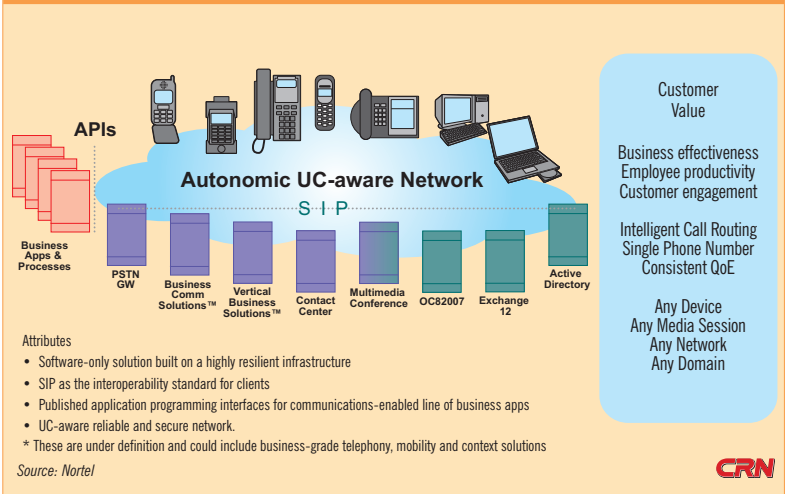 APIs
Autonomic UC-aware Network
SIP
Business
Apps &
Processes
PSTN
GW
Business
Comm
Solutions™
Vertical
Business
Solutions™
Contact
Center
Multimedia
Conference
OC82007
Exchange
12
Active
Directory
Customer
Value
Business effectiveness
Employee productivity
Customer engagement
Intelligent Call Routing
Single Phone Number
Consistent QoE
Any Device
Any Media Session
Any Network
Any Domain
Attributes
• Software-only solution built on a highly resilient infrastructure
• SIP as the interoperability standard for clients
• Published application programming interfaces for communications-enabled line of business apps
• UC-aware reliable and secure network.
* These are under definition and could include business-grade telephony, mobility and context solutions
Source: Nortel
CRN